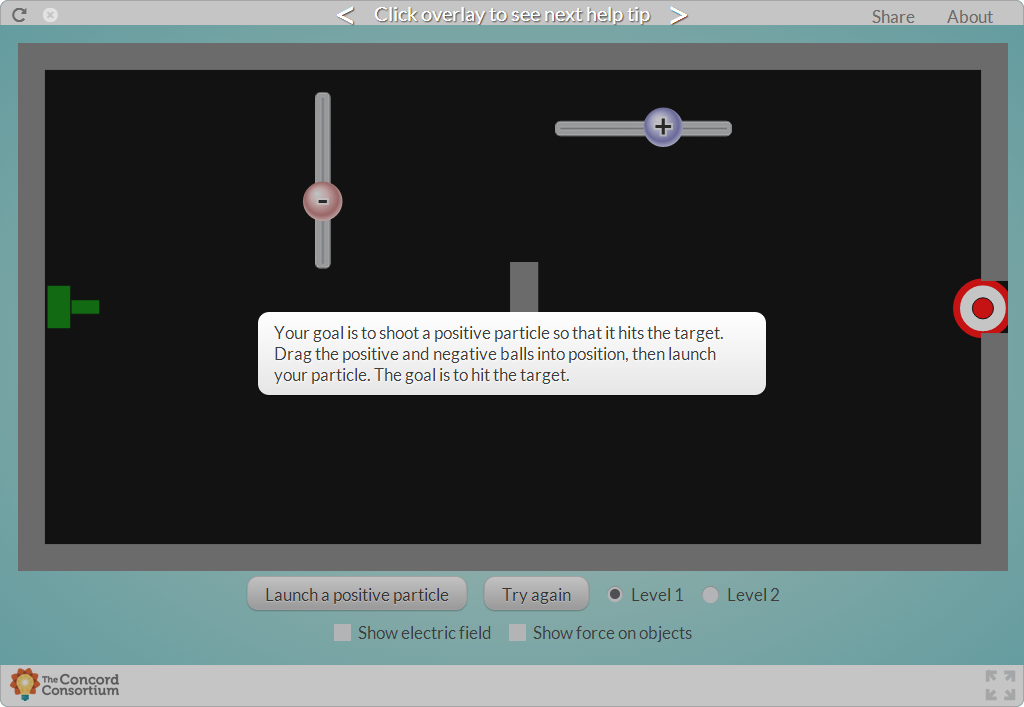 < Click overlay to see next help tip >
Share About
-
+
Your goal is to shoot a positive particle so that it hits the target.
Drag the positive and negative balls into position, then launch
your particle. The goal is to hit the target.
Launch a positive particle Try again Level 1 Level 2
Show electric field Show force on objects
The Concord
Consortium